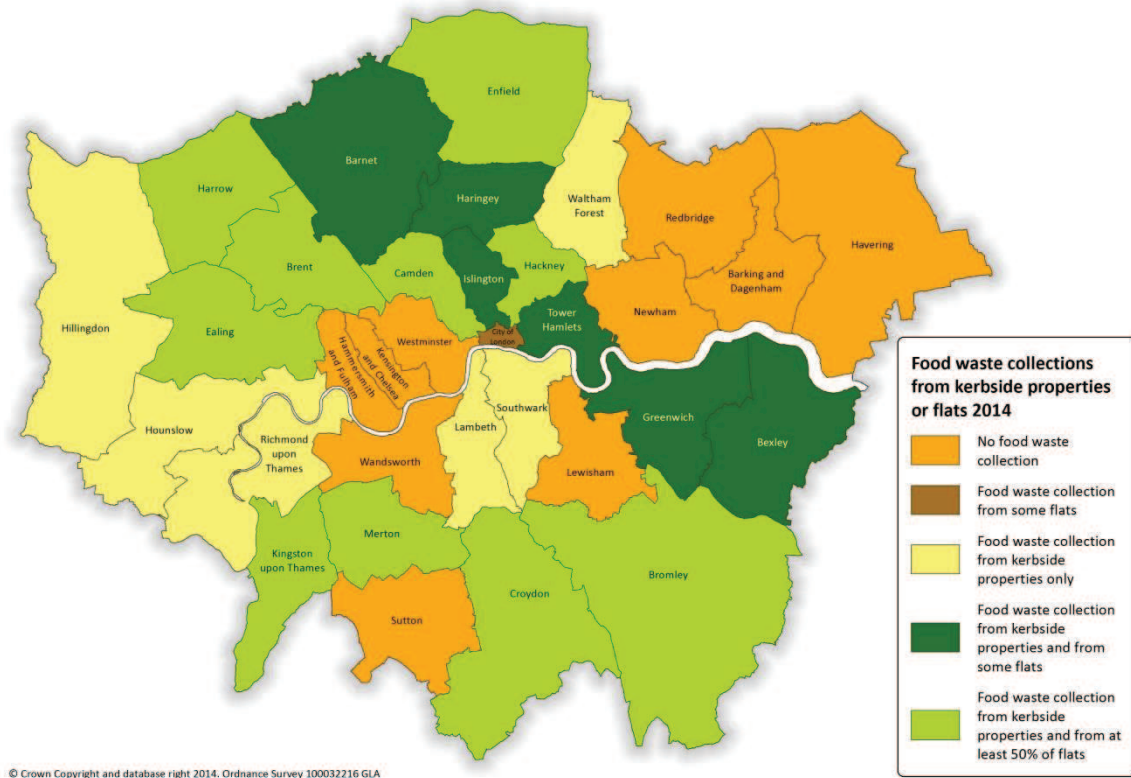 Enfield
Barnet
Harrow
Haringey
Waltham
Forest
Redbridge
Havering
Brent
Camden
Islington
Hackney
Barking and
Dagenham
Newham
Hillingdon
Ealing
Tower
Hamlets
City of
London
Westminster
Kensington
and Chelsea
Hammersmith
and Fulham
Hounslow
Richmond
upon
Thames
Wandsworth
Lambeth
Southwark
Lewisham
Greenwich
Bexley
Kingston
upon Thames
Merton
Sutton
Croydon
Bromley
Food waste collections
from kerbside properties
or flats 2014
No food waste
collection
Food waste collection
from some flats
Food waste collection
from kerbside
properties only
Food waste collection
from kerbside
properties and from
some flats
Food waste collection
from kerbside
properties and from at
least 50% of flats
© Crown Copyright and database right 2014. Ordnance Survey 100032216 GLA